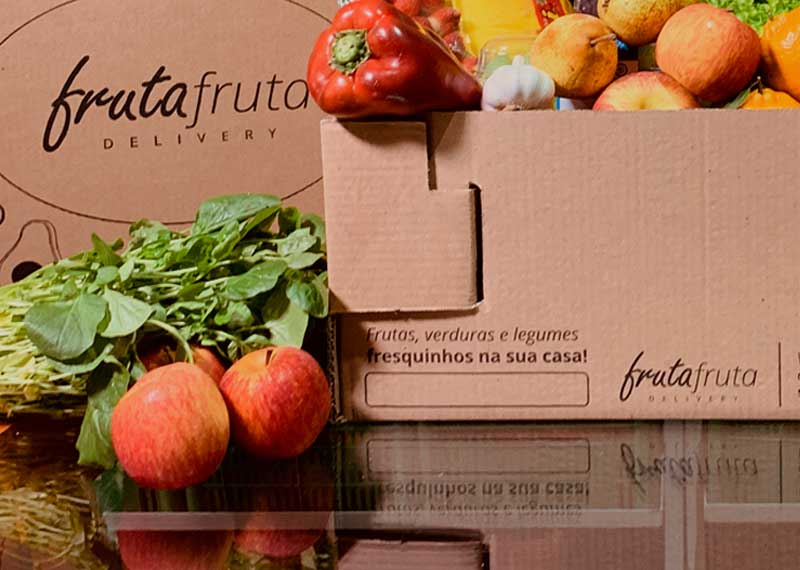 frutafruta
DELIVERY
Frutas, verduras e legumes
fresquinhos na sua casa!
frutafruta
DELIVERY